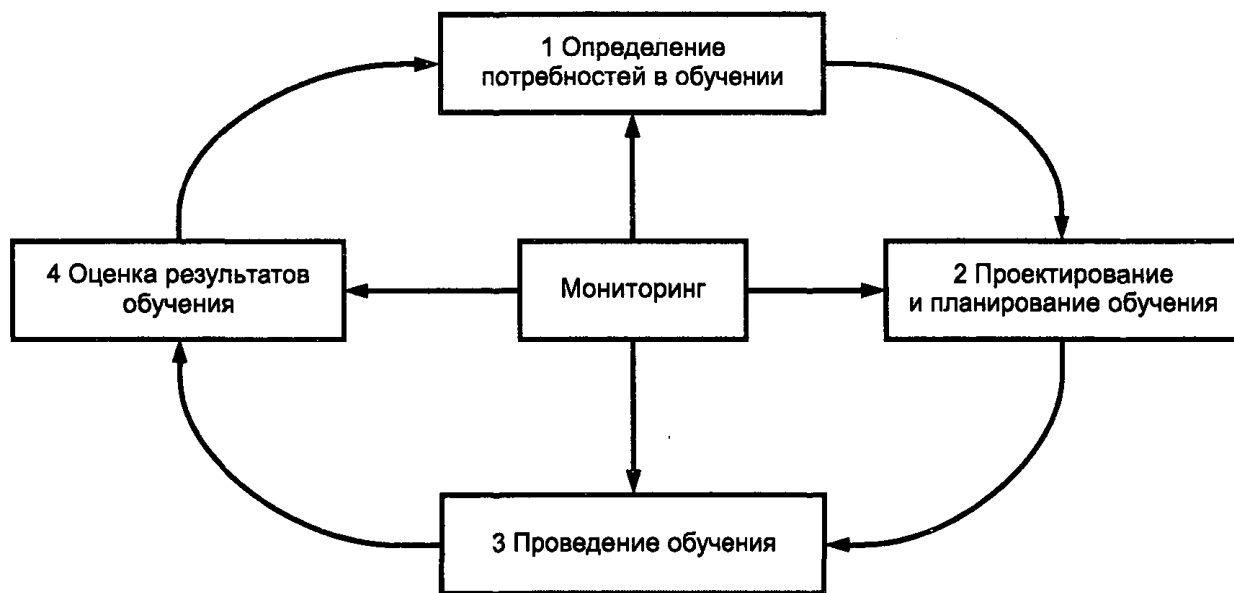 1 Определение
потребностей в обучении
4 Оценка результатов
обучения
Мониторинг
2 Проектирование
и планирование обучения
3 Проведение обучения